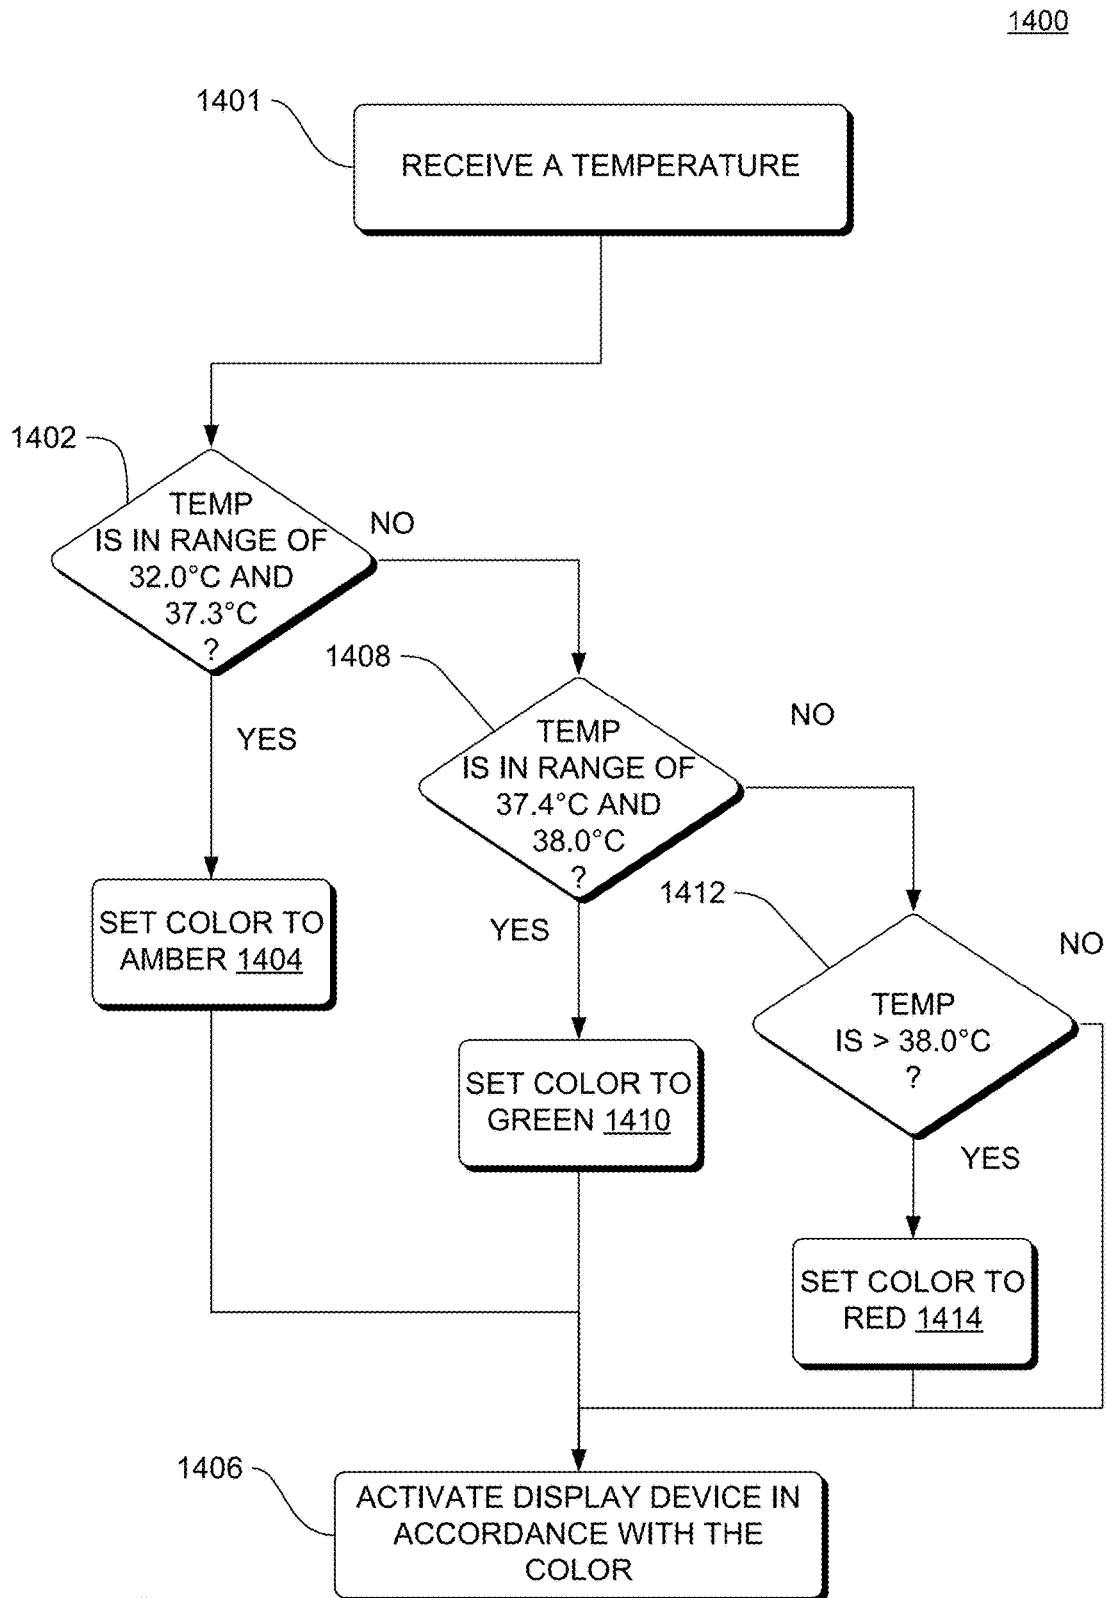 1400
1401
RECEIVE A TEMPERATURE
1402
TEMP
IS IN RANGE OF
32.0°C AND
37.3°C
?
NO
YES
1408
TEMP
IS IN RANGE OF
37.4°C AND
38.0°C
?
NO
YES
SET COLOR TO
AMBER 1404
1412
TEMP
IS > 38.0°C
?
NO
YES
SET COLOR TO
GREEN 1410
SET COLOR TO
RED 1414
1406
ACTIVATE DISPLAY DEVICE IN
ACCORDANCE WITH THE
COLOR